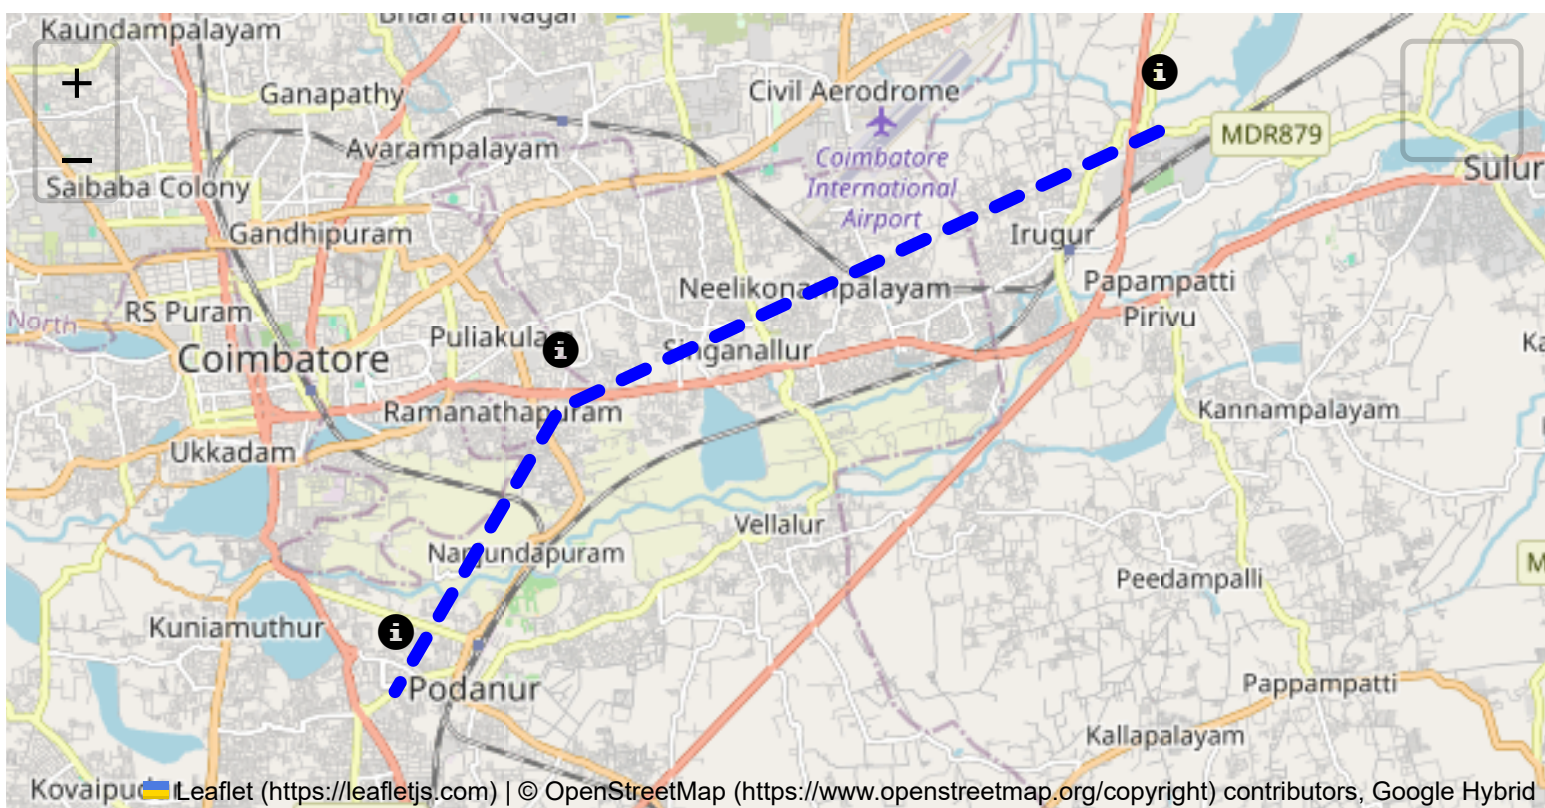 Bharathi Nagar
Kaundampalayam
+
Ganapathy
Civil Aerodrome
MDR879
Avarampalayam
Coimbatore
International
Airport
Saibaba Colony
Sulur
Gandhipuram
Irugur
Neelikonampalayam
Papampatti
Pirivu
RS Puram
North
Puliakulam
Singanallur
Coimbatore
Ramanathapuram
Kannampalayam
Ukkadam
Vellalur
Nanjundapuram
Peedampalli
Kuniamuthur
Podanur
Pappampatti
Kallapalayam
Leaflet (https://leafletjs.com) | © OpenStreetMap (https://www.openstreetmap.org/copyright) contributors, Google Hybrid